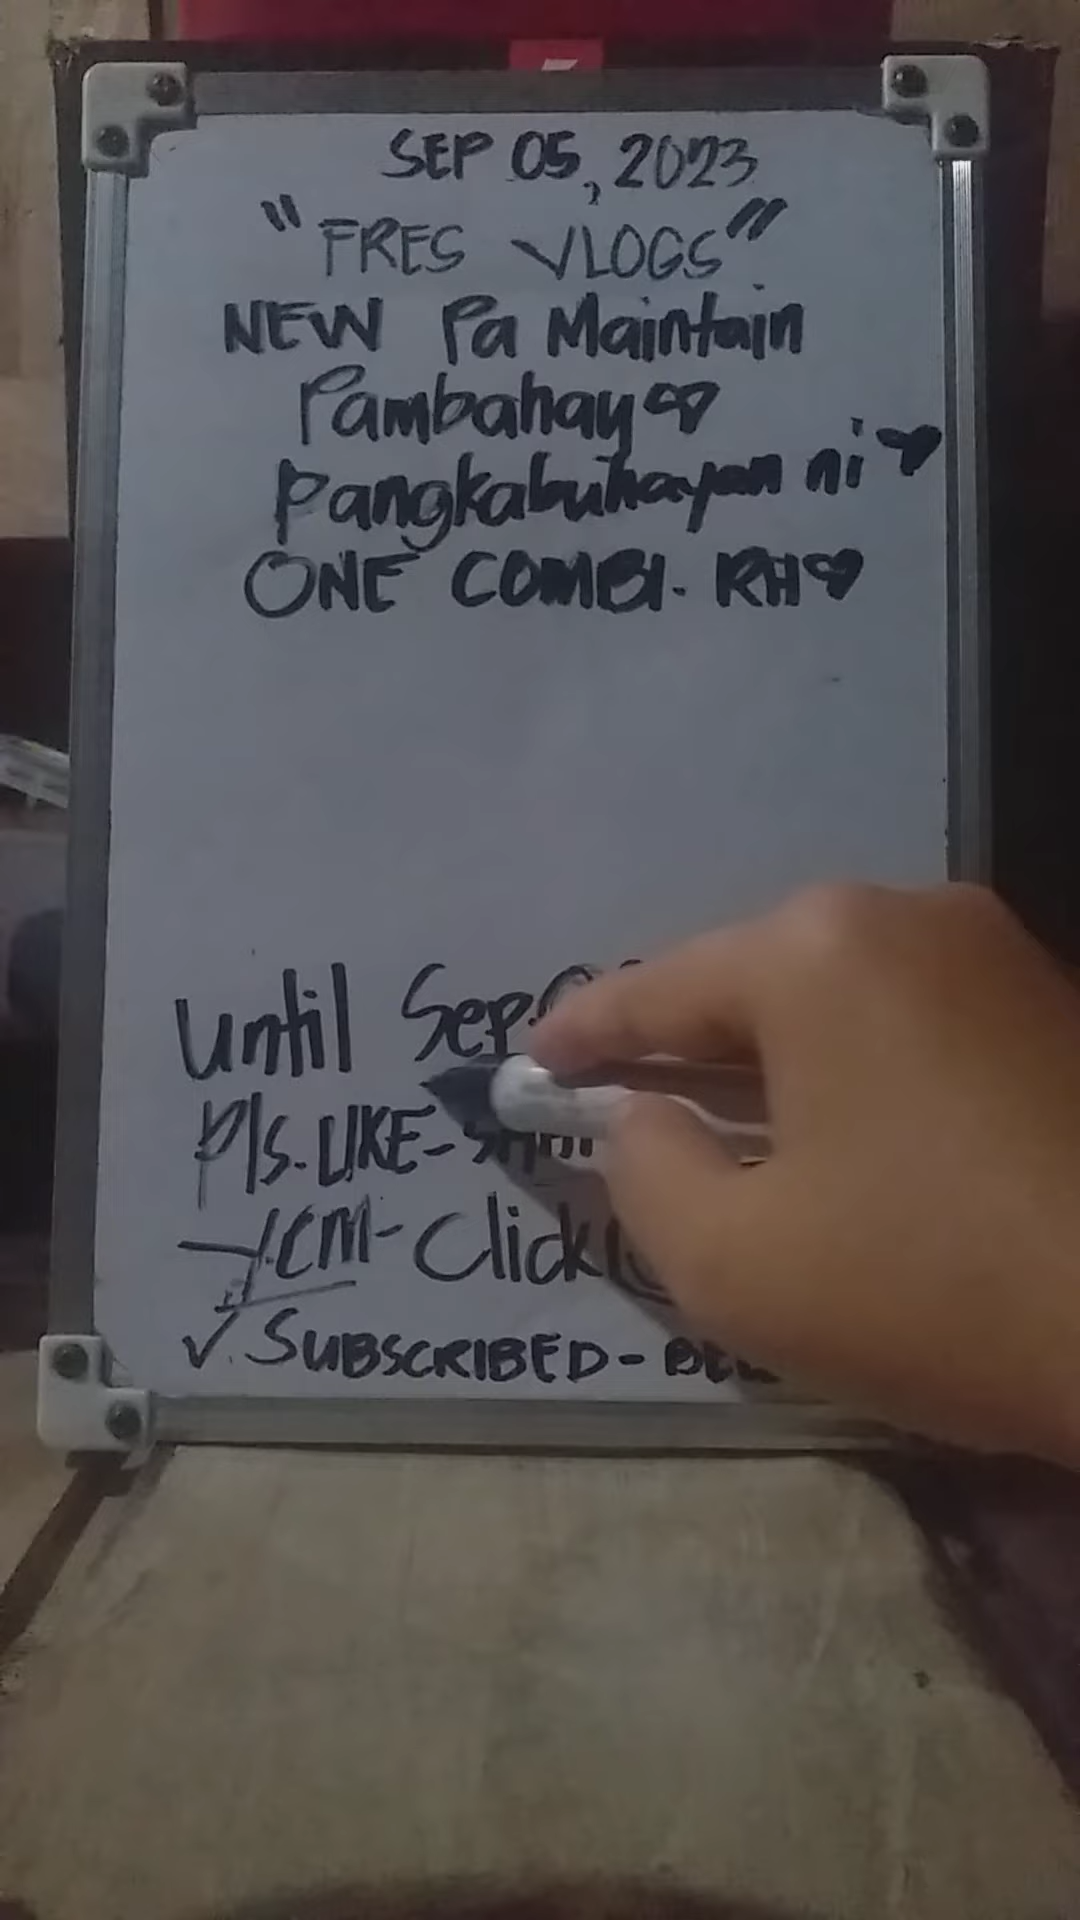 SEP 05, 2023
"FRES VLOGS"
NEW Pa Maintain
Pambahay
Pangkabuhayan ni
ONE COMBI. RH
Until Sep
P/s. LIKE-
Click
✓. SUBSCRIBED -